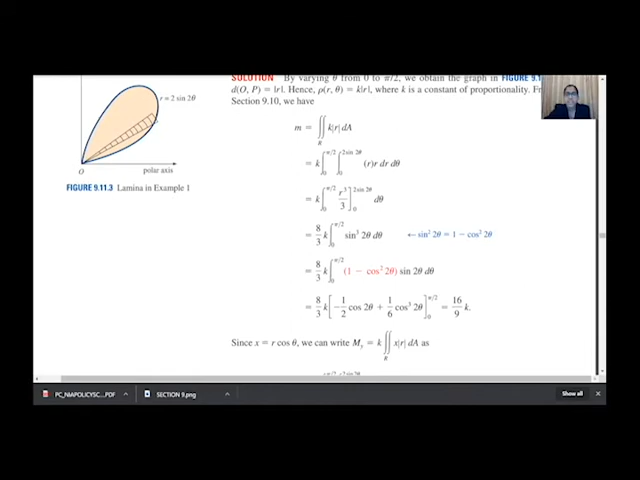 SOLUTION By varying θ from 0 to π/2, we obtain the graph in FIGURE 9.1
d(O, P) = |r|. Hence, ρ(r, θ) = k|r|, where k is a constant of proportionality.
Section 9.10, we have
r = 2 sin 2θ
O
polar axis
FIGURE 9.11.3 Lamina in Example 1
m = ∬_R k|r| dA
= k ∫_0^{π/2} ∫_0^{2 sin 2θ} (r)r dr dθ
= k ∫_0^{π/2} r³/3 ]_0^{2 sin 2θ} dθ
= 8/3 k ∫_0^{π/2} sin³ 2θ dθ ← sin² 2θ = 1 − cos² 2θ
= 8/3 k ∫_0^{π/2} (1 − cos² 2θ) sin 2θ dθ
= 8/3 k [ −1/2 cos 2θ + 1/6 cos³ 2θ ]_0^{π/2} = 16/9 k.
Since x = r cos θ, we can write M_y = k ∬_R x|r| dA as
PC_NIAPOLICYSC....PDF
SECTION 9.png
Show all